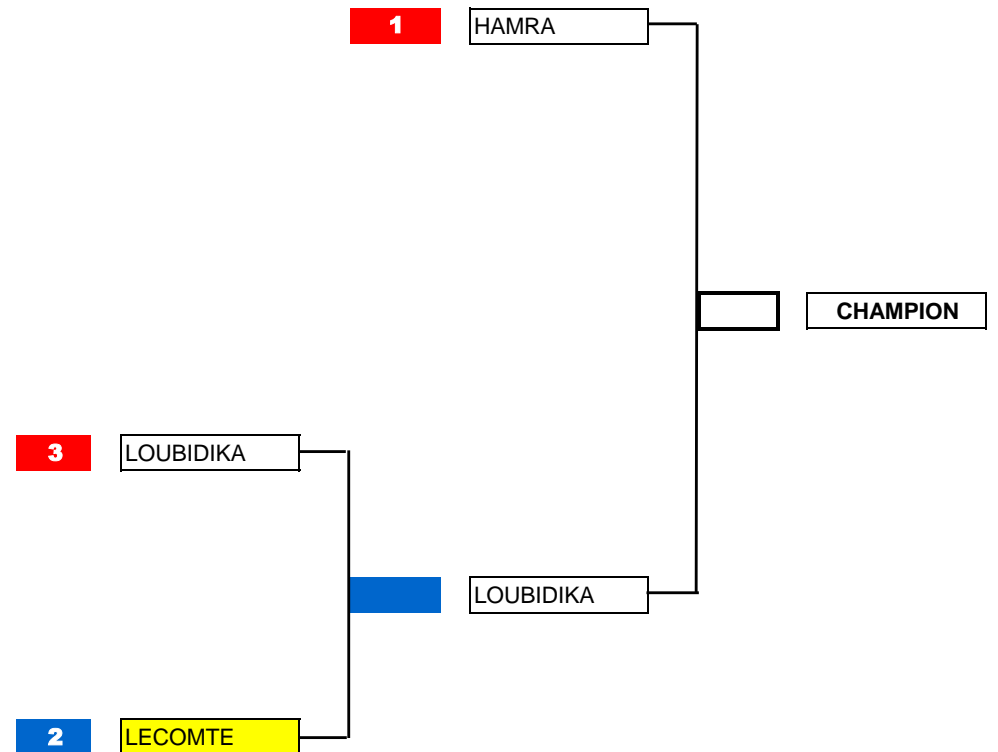 1 HAMRA
CHAMPION
3 LOUBIDIKA
LOUBIDIKA
2 LECOMTE